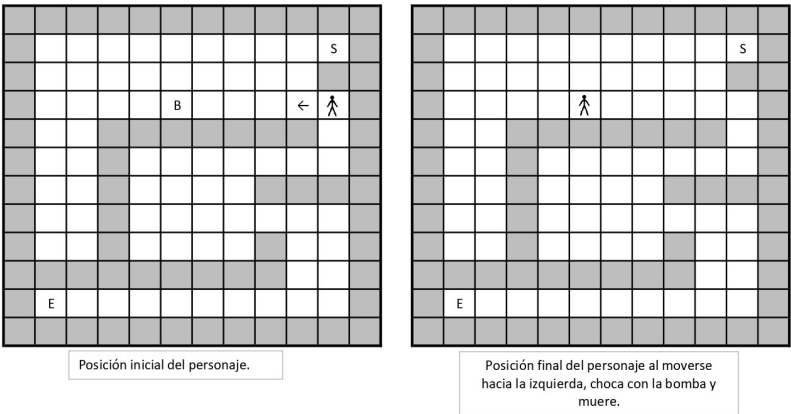 S
S
B
←
E
E
Posición inicial del personaje.
Posición final del personaje al moverse
hacia la izquierda, choca con la bomba y
muere.